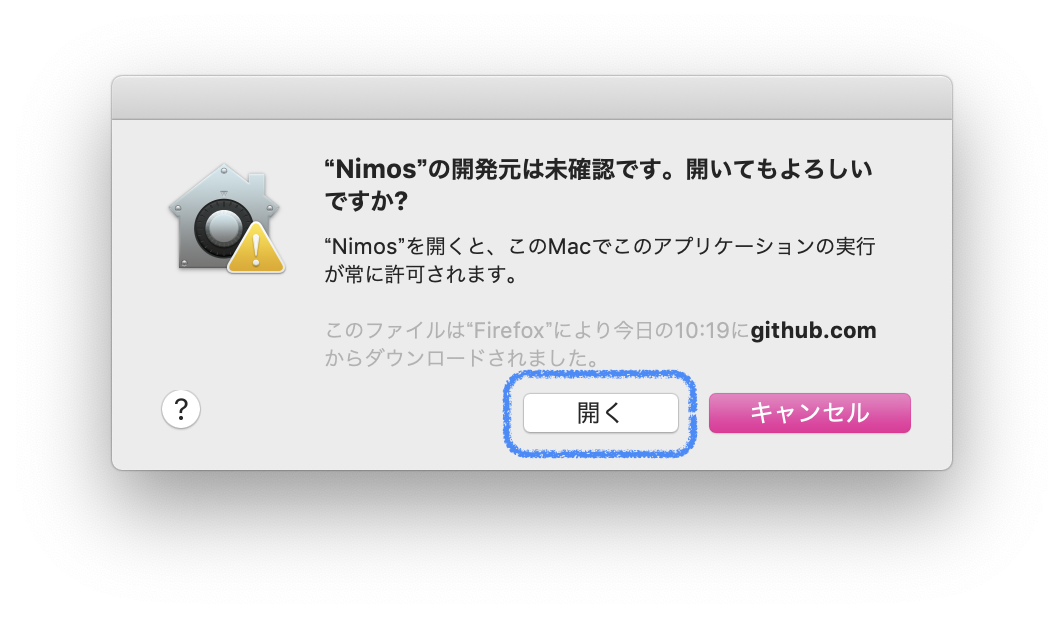 “Nimos”の開発元は未確認です。開いてもよろしい
ですか?
“Nimos”を開くと、このMacでこのアプリケーションの実行
が常に許可されます。
このファイルは“Firefox”により今日の10:19にgithub.com
からダウンロードされました。
?
開く
キャンセル